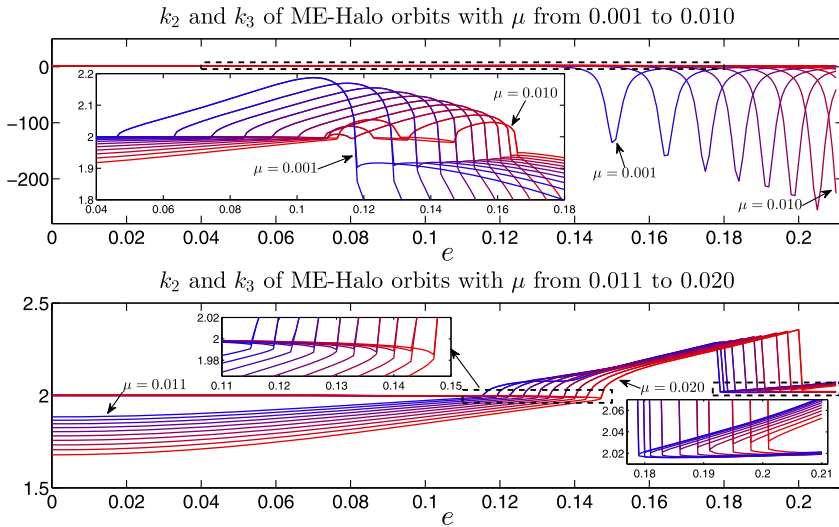 k₂ and k₃ of ME-Halo orbits with μ from 0.001 to 0.010
0
−100
−200
0 0.02 0.04 0.06 0.08 0.1 0.12 0.14 0.16 0.18 0.2
e
2.2
2.1
2
1.9
1.8
0.04 0.06 0.08 0.1 0.12 0.14 0.16 0.18
μ = 0.010
μ = 0.001
μ = 0.001
μ = 0.010
k₂ and k₃ of ME-Halo orbits with μ from 0.011 to 0.020
2.5
2
1.5
0 0.02 0.04 0.06 0.08 0.1 0.12 0.14 0.16 0.18 0.2
e
2.02
2
1.98
0.11 0.12 0.13 0.14 0.15
μ = 0.011
μ = 0.020
2.06
2.04
2.02
0.18 0.19 0.2 0.21